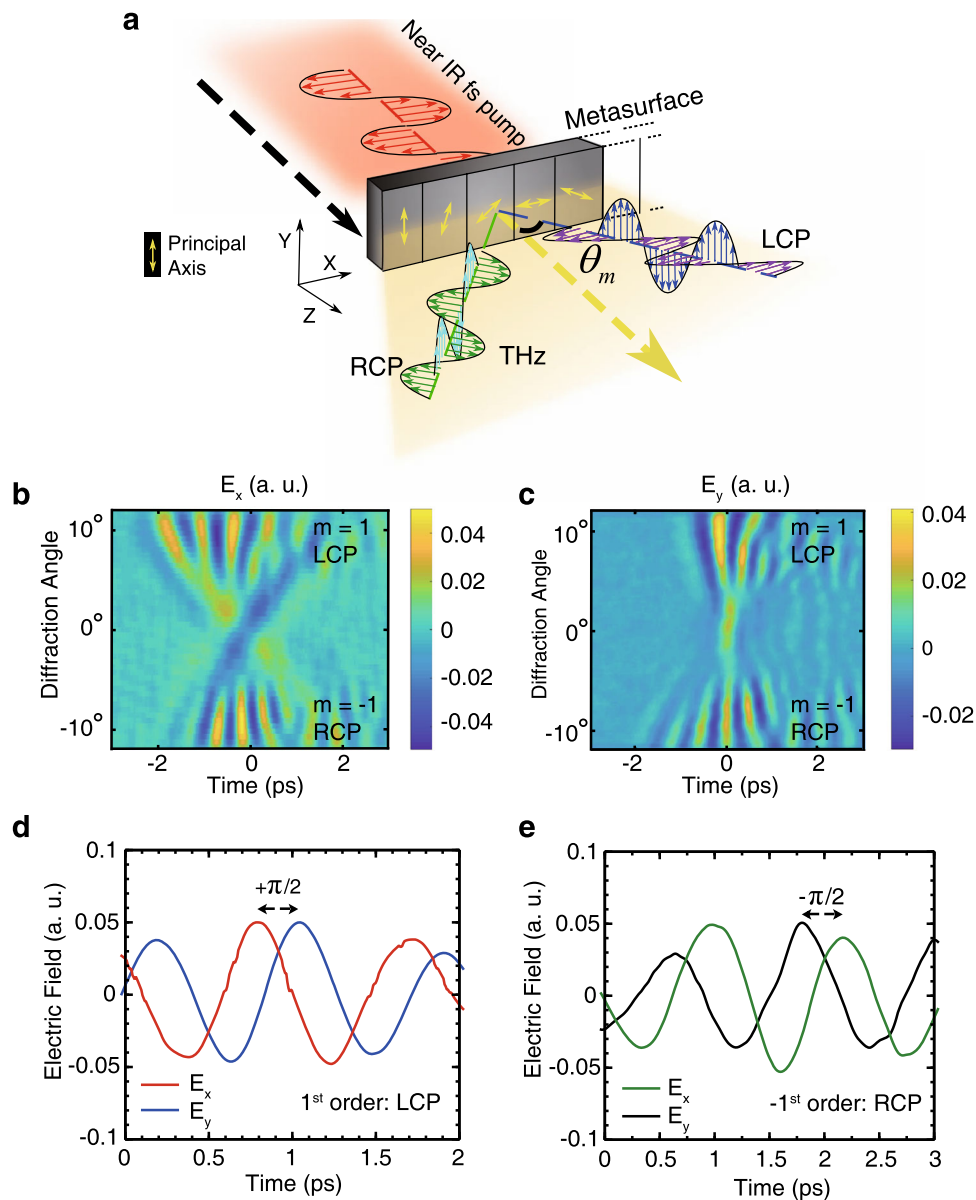 a
Near IR fs pump
Metasurface
Principal
Axis
Y
X
Z
θm
LCP
RCP
THz
b
Ex (a. u.)
Diffraction Angle
10°
0°
-10°
m = 1
LCP
m = -1
RCP
-2
0
2
Time (ps)
0.04
0.02
0
-0.02
-0.04
c
Ey (a. u.)
Diffraction Angle
10°
0°
-10°
m = 1
LCP
m = -1
RCP
-2
0
2
Time (ps)
0.04
0.02
0
-0.02
d
Electric Field (a. u.)
0.1
0.05
0
-0.05
-0.1
+π/2
Ex
Ey
1st order: LCP
0
0.5
1
1.5
2
Time (ps)
e
Electric Field (a. u.)
0.1
0.05
0
-0.05
-0.1
-π/2
Ex
Ey
-1st order: RCP
0
0.5
1
1.5
2
2.5
3
Time (ps)